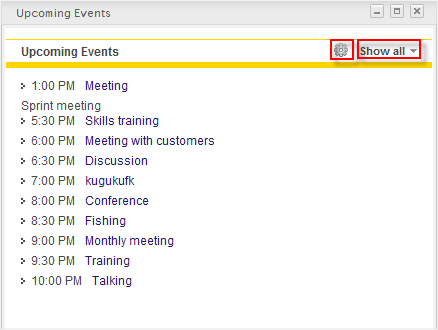 Upcoming Events
Upcoming Events Show all
1:00 PM Meeting
Sprint meeting
5:30 PM Skills training
6:00 PM Meeting with customers
6:30 PM Discussion
7:00 PM kugukufk
8:00 PM Conference
8:30 PM Fishing
9:00 PM Monthly meeting
9:30 PM Training
10:00 PM Talking